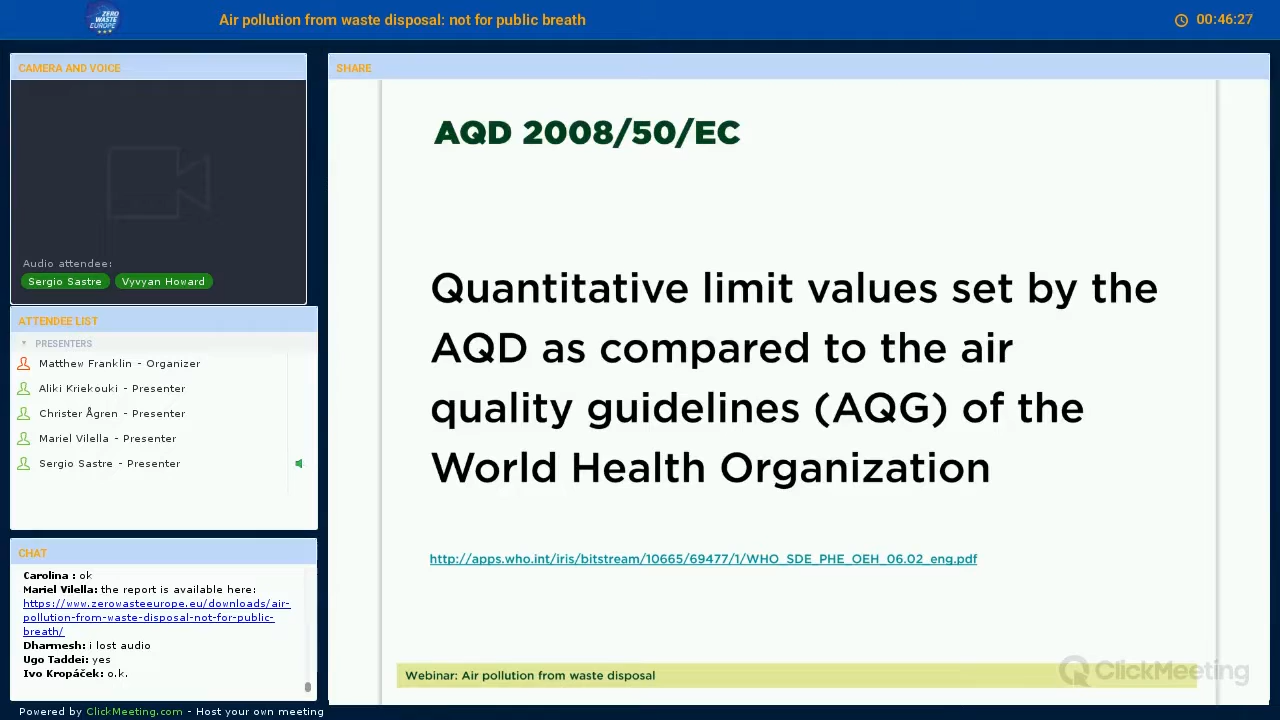 ZERO WASTE EUROPE
Air pollution from waste disposal: not for public breath
00:46:27
CAMERA AND VOICE
Audio attendee:
Sergio Sastre
Vyvyan Howard
ATTENDEE LIST
PRESENTERS
Matthew Franklin - Organizer
Aliki Kriekouki - Presenter
Christer Ågren - Presenter
Mariel Vilella - Presenter
Sergio Sastre - Presenter
CHAT
Carolina : ok
Mariel Vilella: the report is available here:
https://www.zerowasteeurope.eu/downloads/air-
pollution-from-waste-disposal-not-for-public-
breath/
Dharmesh: i lost audio
Ugo Taddei: yes
Ivo Kropáček: o.k.
SHARE
AQD 2008/50/EC
Quantitative limit values set by the
AQD as compared to the air
quality guidelines (AQG) of the
World Health Organization
http://apps.who.int/iris/bitstream/10665/69477/1/WHO_SDE_PHE_OEH_06.02_eng.pdf
Webinar: Air pollution from waste disposal
ClickMeeting
Powered by ClickMeeting.com - Host your own meeting